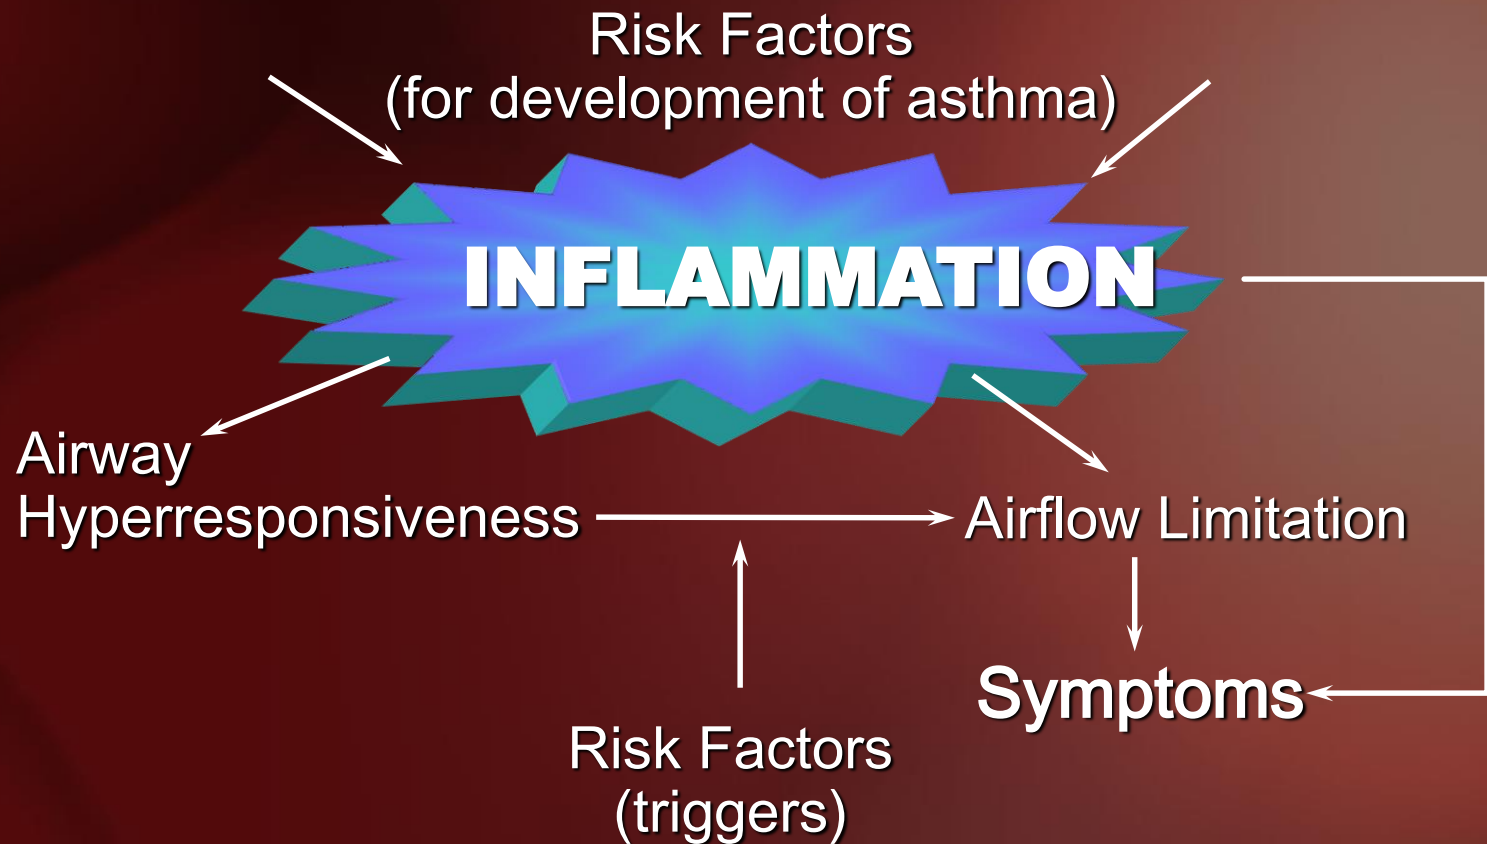 Risk Factors
(for development of asthma)
INFLAMMATION
Airway
Hyperresponsiveness
Airflow Limitation
Symptoms
Risk Factors
(triggers)